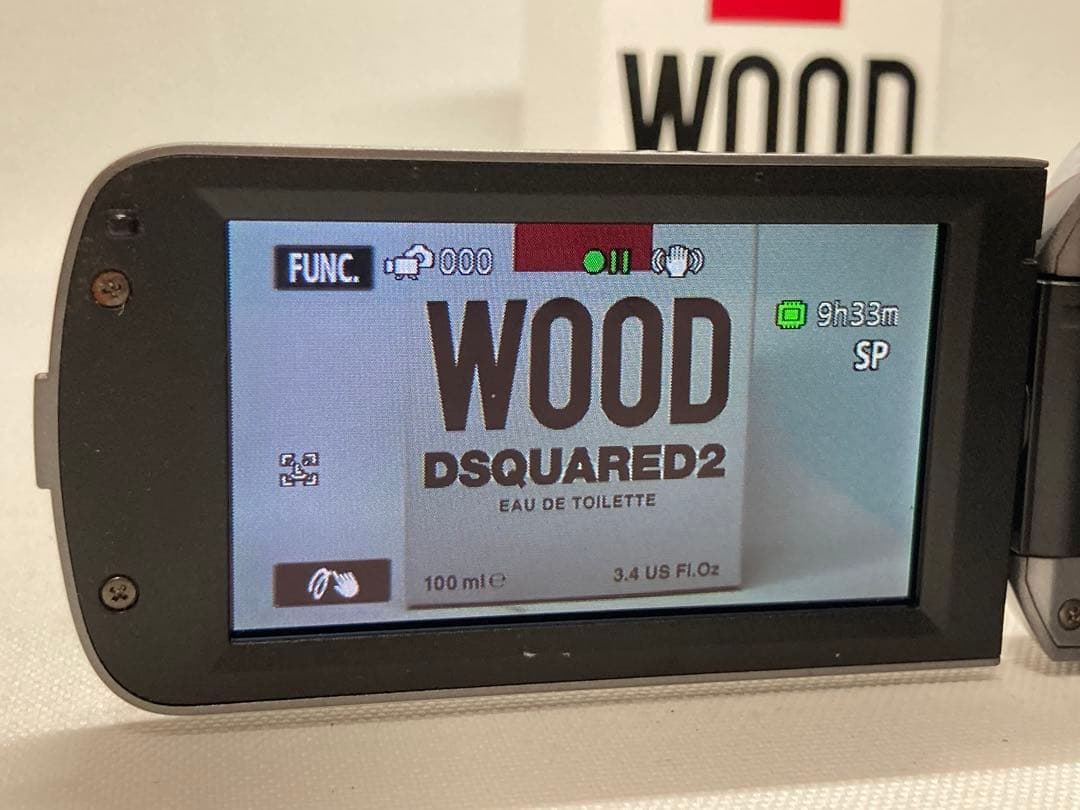 WOOD
FUNC.
000
9h33m
SP
WOOD
DSQUARED2
EAU DE TOILETTE
100 ml℮
3.4 US Fl.Oz